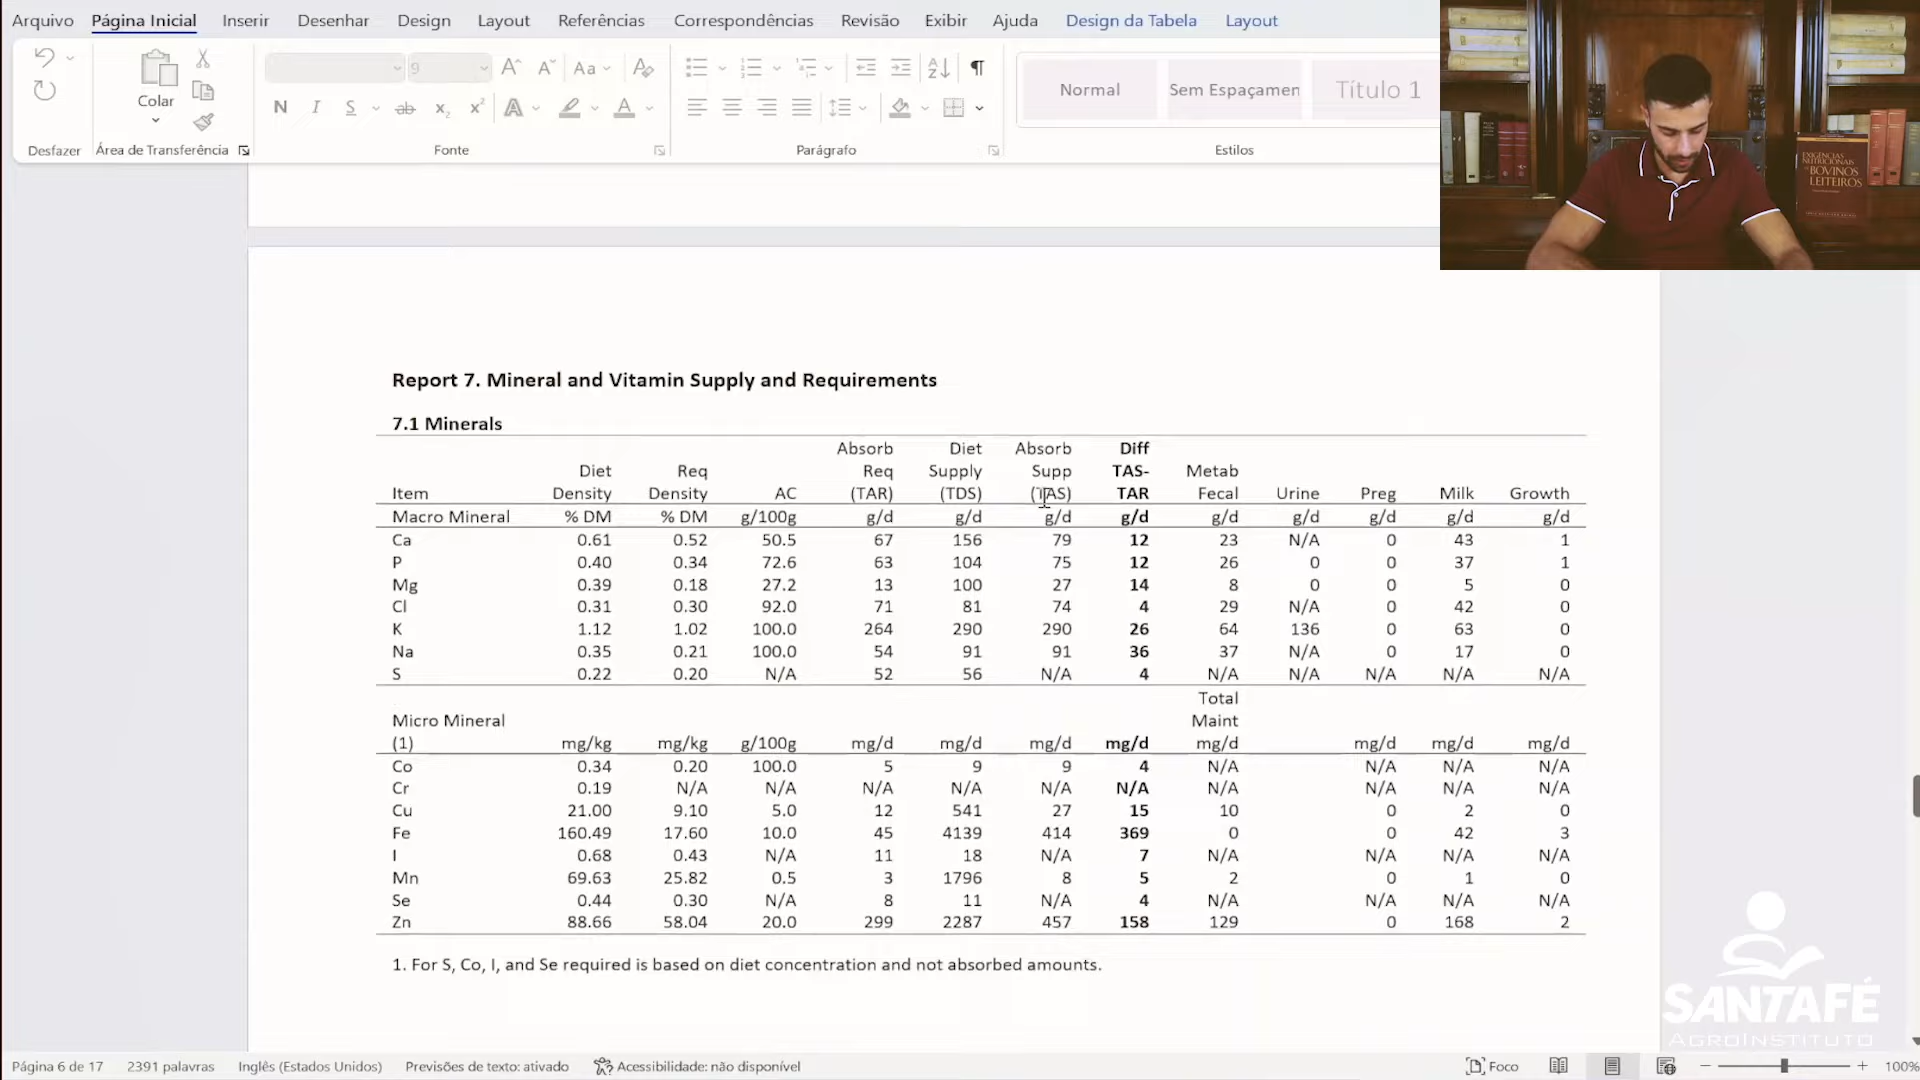 Arquivo Página Inicial Inserir Desenhar Design Layout Referências Correspondências Revisão Exibir Ajuda Design da Tabela Layout
Colar
9
Aa
N I S ab x₂ x² A A
Normal Sem Espaçamen Título 1
Desfazer Área de Transferência Fonte Parágrafo Estilos
EXIGÊNCIAS
NUTRICIONAIS
DE BOVINOS
LEITEIROS
Report 7. Mineral and Vitamin Supply and Requirements
7.1 Minerals
Absorb Diet Absorb Diff
Diet Req Req Supply Supp TAS- Metab
Item Density Density AC (TAR) (TDS) (TAS) TAR Fecal Urine Preg Milk Growth
Macro Mineral % DM % DM g/100g g/d g/d g/d g/d g/d g/d g/d g/d g/d
Ca 0.61 0.52 50.5 67 156 79 12 23 N/A 0 43 1
P 0.40 0.34 72.6 63 104 75 12 26 0 0 37 1
Mg 0.39 0.18 27.2 13 100 27 14 8 0 0 5 0
Cl 0.31 0.30 92.0 71 81 74 4 29 N/A 0 42 0
K 1.12 1.02 100.0 264 290 290 26 64 136 0 63 0
Na 0.35 0.21 100.0 54 91 91 36 37 N/A 0 17 0
S 0.22 0.20 N/A 52 56 N/A 4 N/A N/A N/A N/A N/A
Total
Micro Mineral Maint
(1) mg/kg mg/kg g/100g mg/d mg/d mg/d mg/d mg/d mg/d mg/d mg/d
Co 0.34 0.20 100.0 5 9 9 4 N/A N/A N/A N/A
Cr 0.19 N/A N/A N/A N/A N/A N/A N/A N/A N/A N/A
Cu 21.00 9.10 5.0 12 541 27 15 10 0 2 0
Fe 160.49 17.60 10.0 45 4139 414 369 0 0 42 3
I 0.68 0.43 N/A 11 18 N/A 7 N/A N/A N/A N/A
Mn 69.63 25.82 0.5 3 1796 8 5 2 0 1 0
Se 0.44 0.30 N/A 8 11 N/A 4 N/A N/A N/A N/A
Zn 88.66 58.04 20.0 299 2287 457 158 129 0 168 2
1. For S, Co, I, and Se required is based on diet concentration and not absorbed amounts.
SANTAFÉ
AGROINSTITUTO
Página 6 de 17 2391 palavras Inglês (Estados Unidos) Previsões de texto: ativado Acessibilidade: não disponível Foco 100%